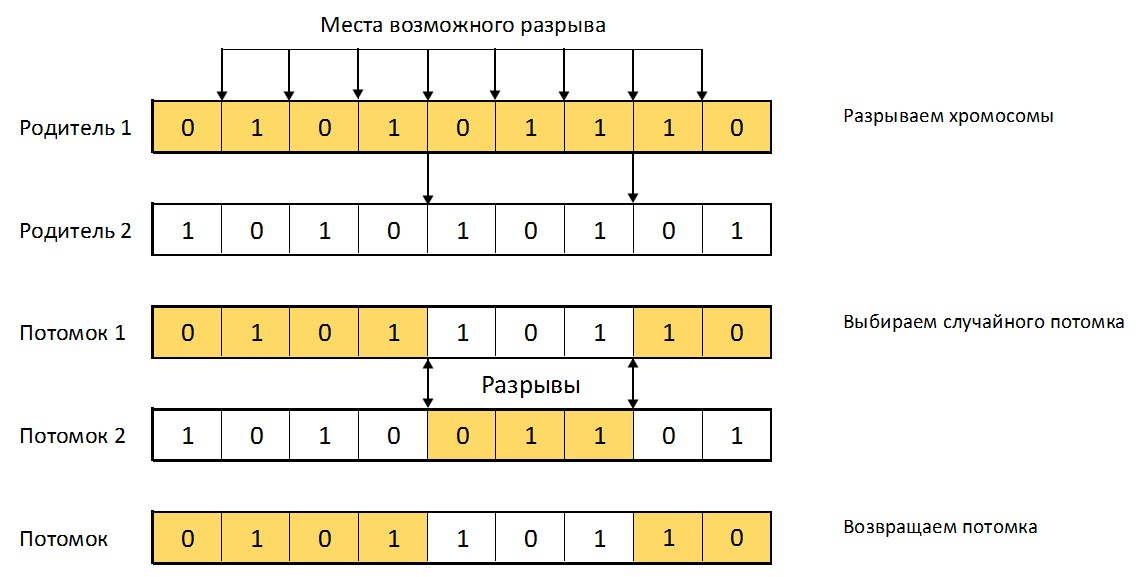 Места возможного разрыва
Родитель 1 0 1 0 1 0 1 1 1 0 Разрываем хромосомы
Родитель 2 1 0 1 0 1 0 1 0 1
Потомок 1 0 1 0 1 1 0 1 1 0 Выбираем случайного потомка
Разрывы
Потомок 2 1 0 1 0 0 1 1 0 1
Потомок 0 1 0 1 1 0 1 1 0 Возвращаем потомка